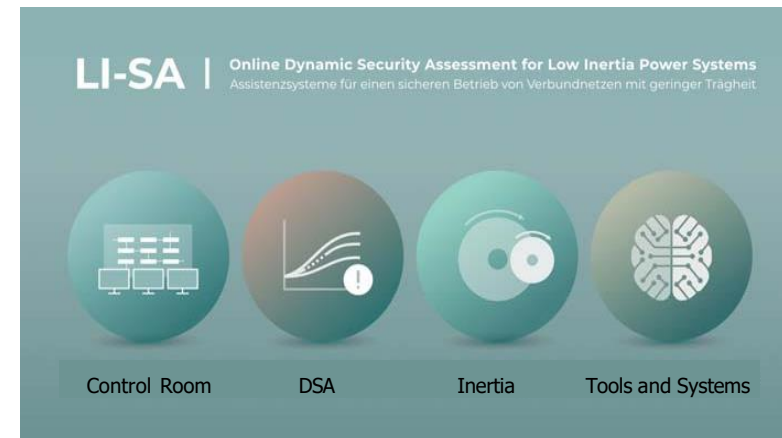 LI-SA | Online Dynamic Security Assessment for Low Inertia Power Systems
Assistenzsysteme für einen sicheren Betrieb von Verbundnetzen mit geringer Trägheit
!
Control Room DSA Inertia Tools and Systems